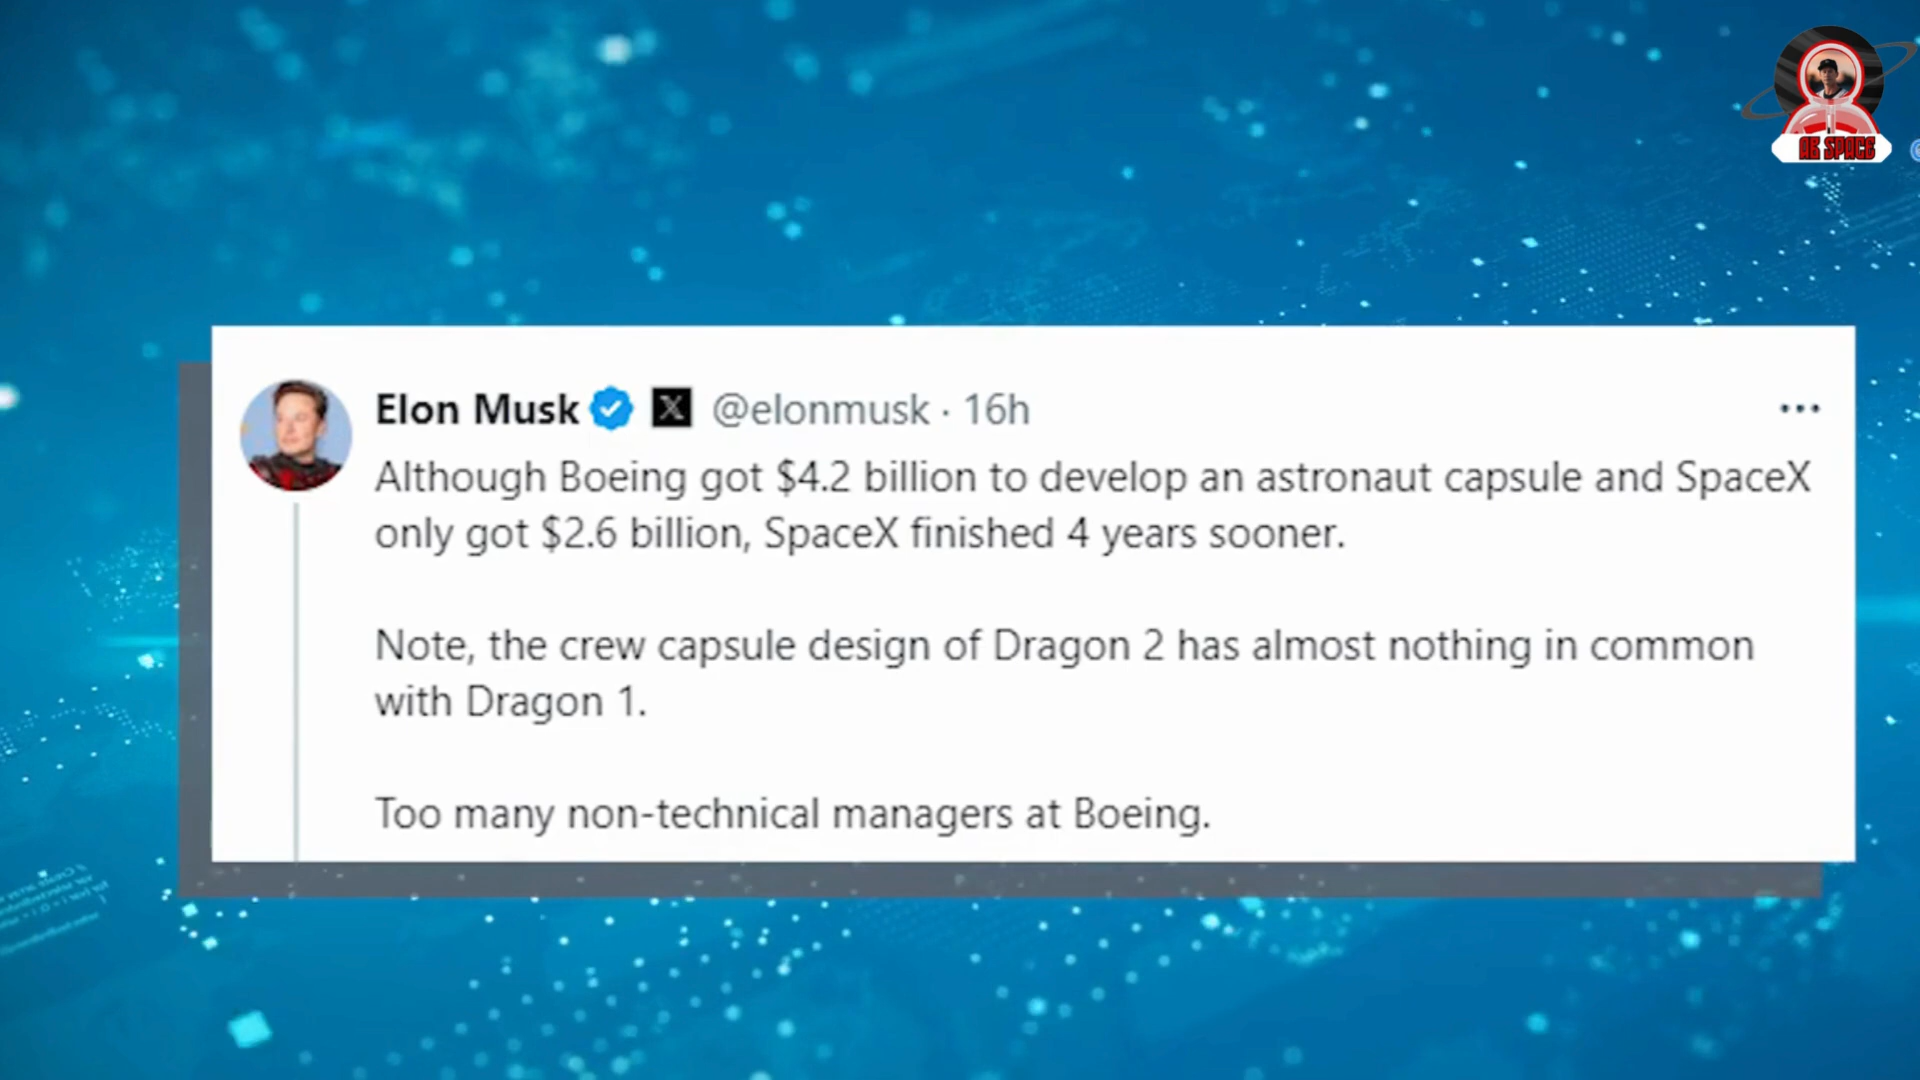 AG SPACE
Elon Musk @elonmusk · 16h
Although Boeing got $4.2 billion to develop an astronaut capsule and SpaceX
only got $2.6 billion, SpaceX finished 4 years sooner.
Note, the crew capsule design of Dragon 2 has almost nothing in common
with Dragon 1.
Too many non-technical managers at Boeing.